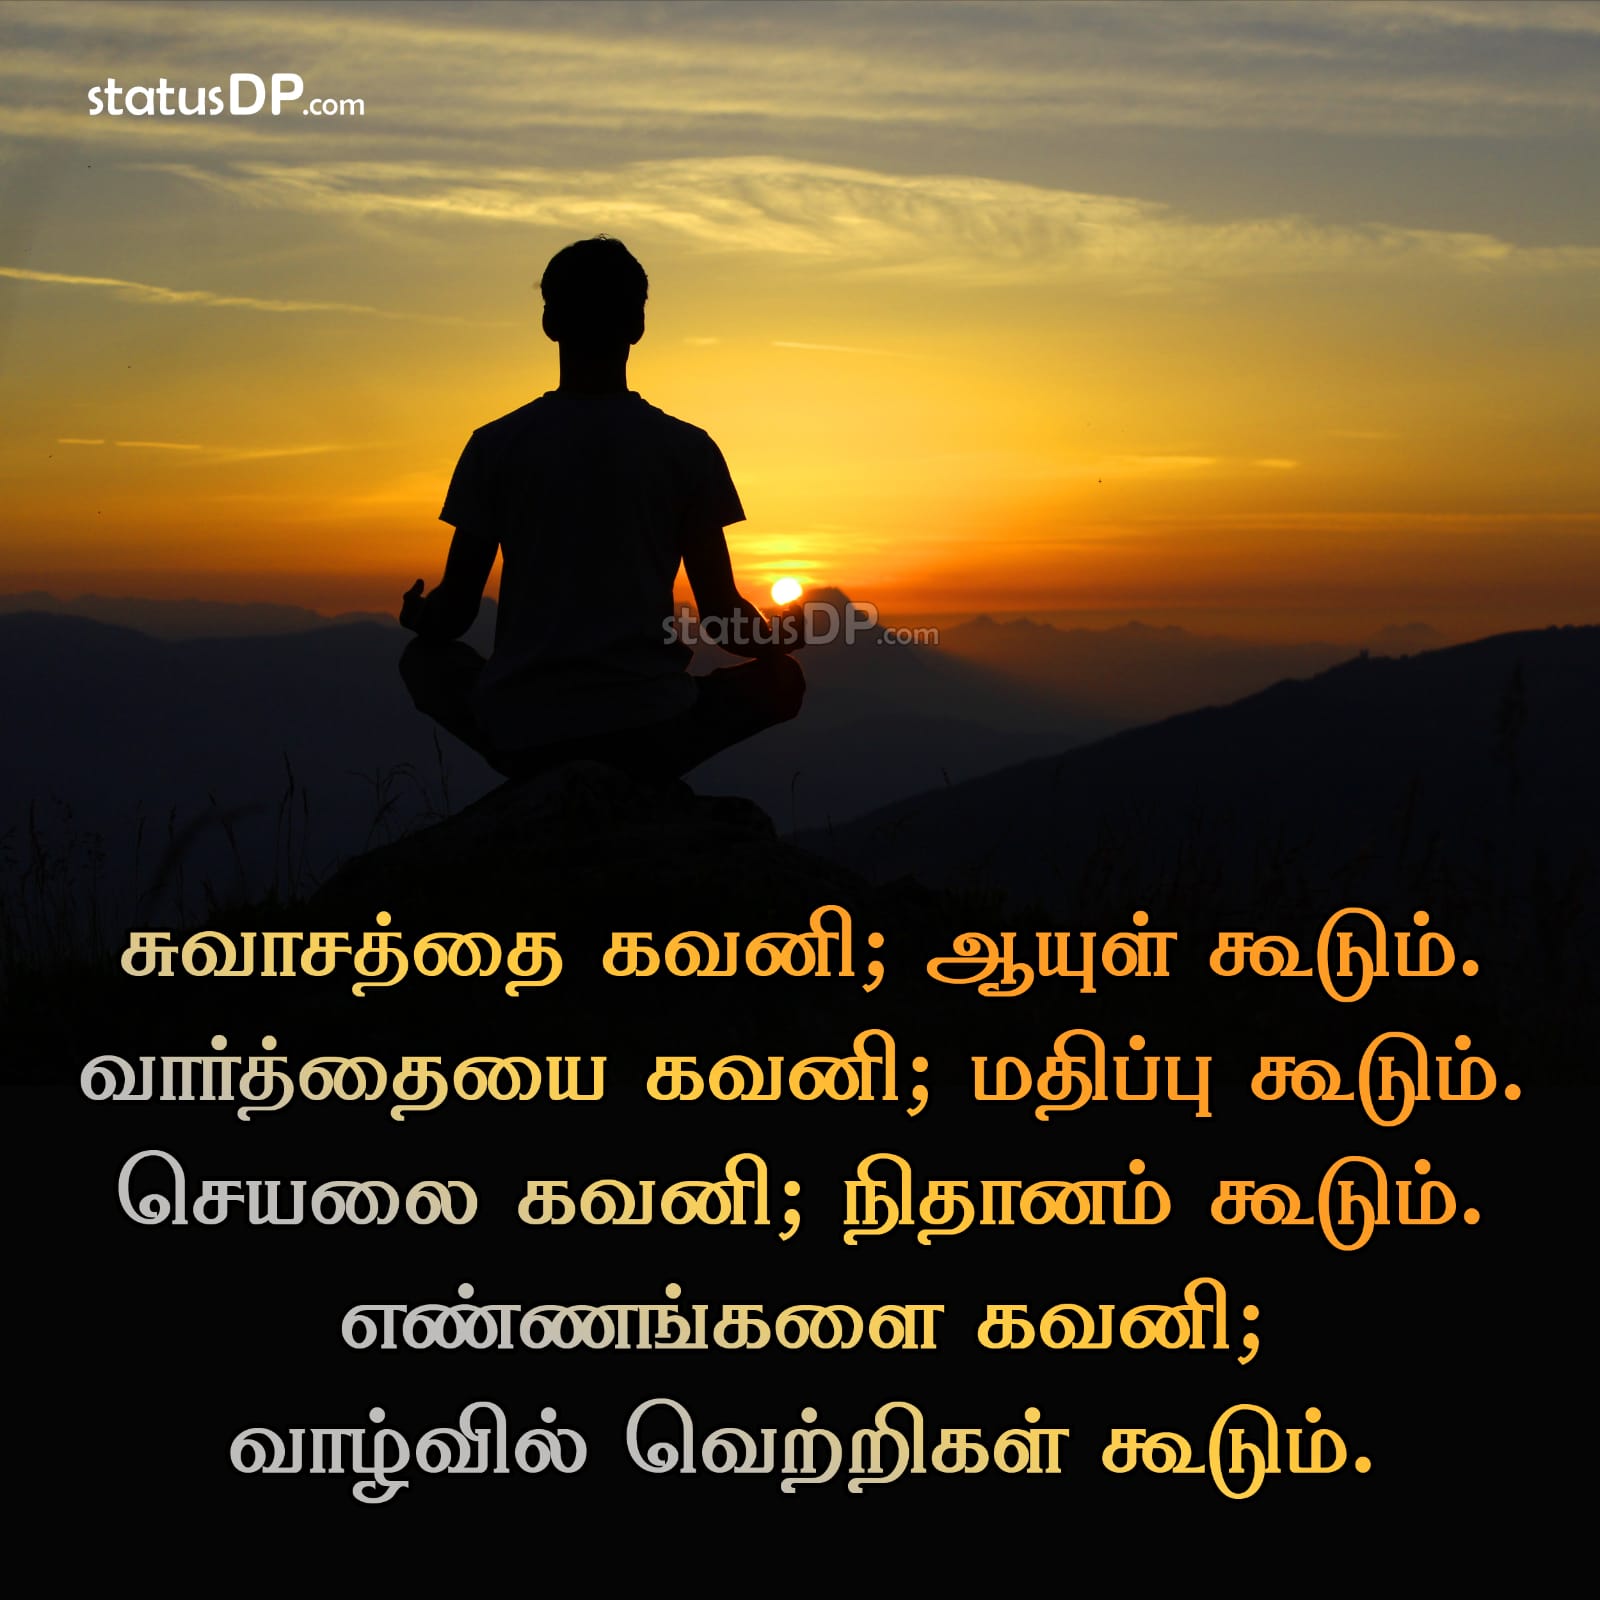 statusDP.com
statusDP.com
சுவாசத்தை கவனி; ஆயுள் கூடும்.
வார்த்தையை கவனி; மதிப்பு கூடும்.
செயலை கவனி; நிதானம் கூடும்.
எண்ணங்களை கவனி;
வாழ்வில் வெற்றிகள் கூடும்.